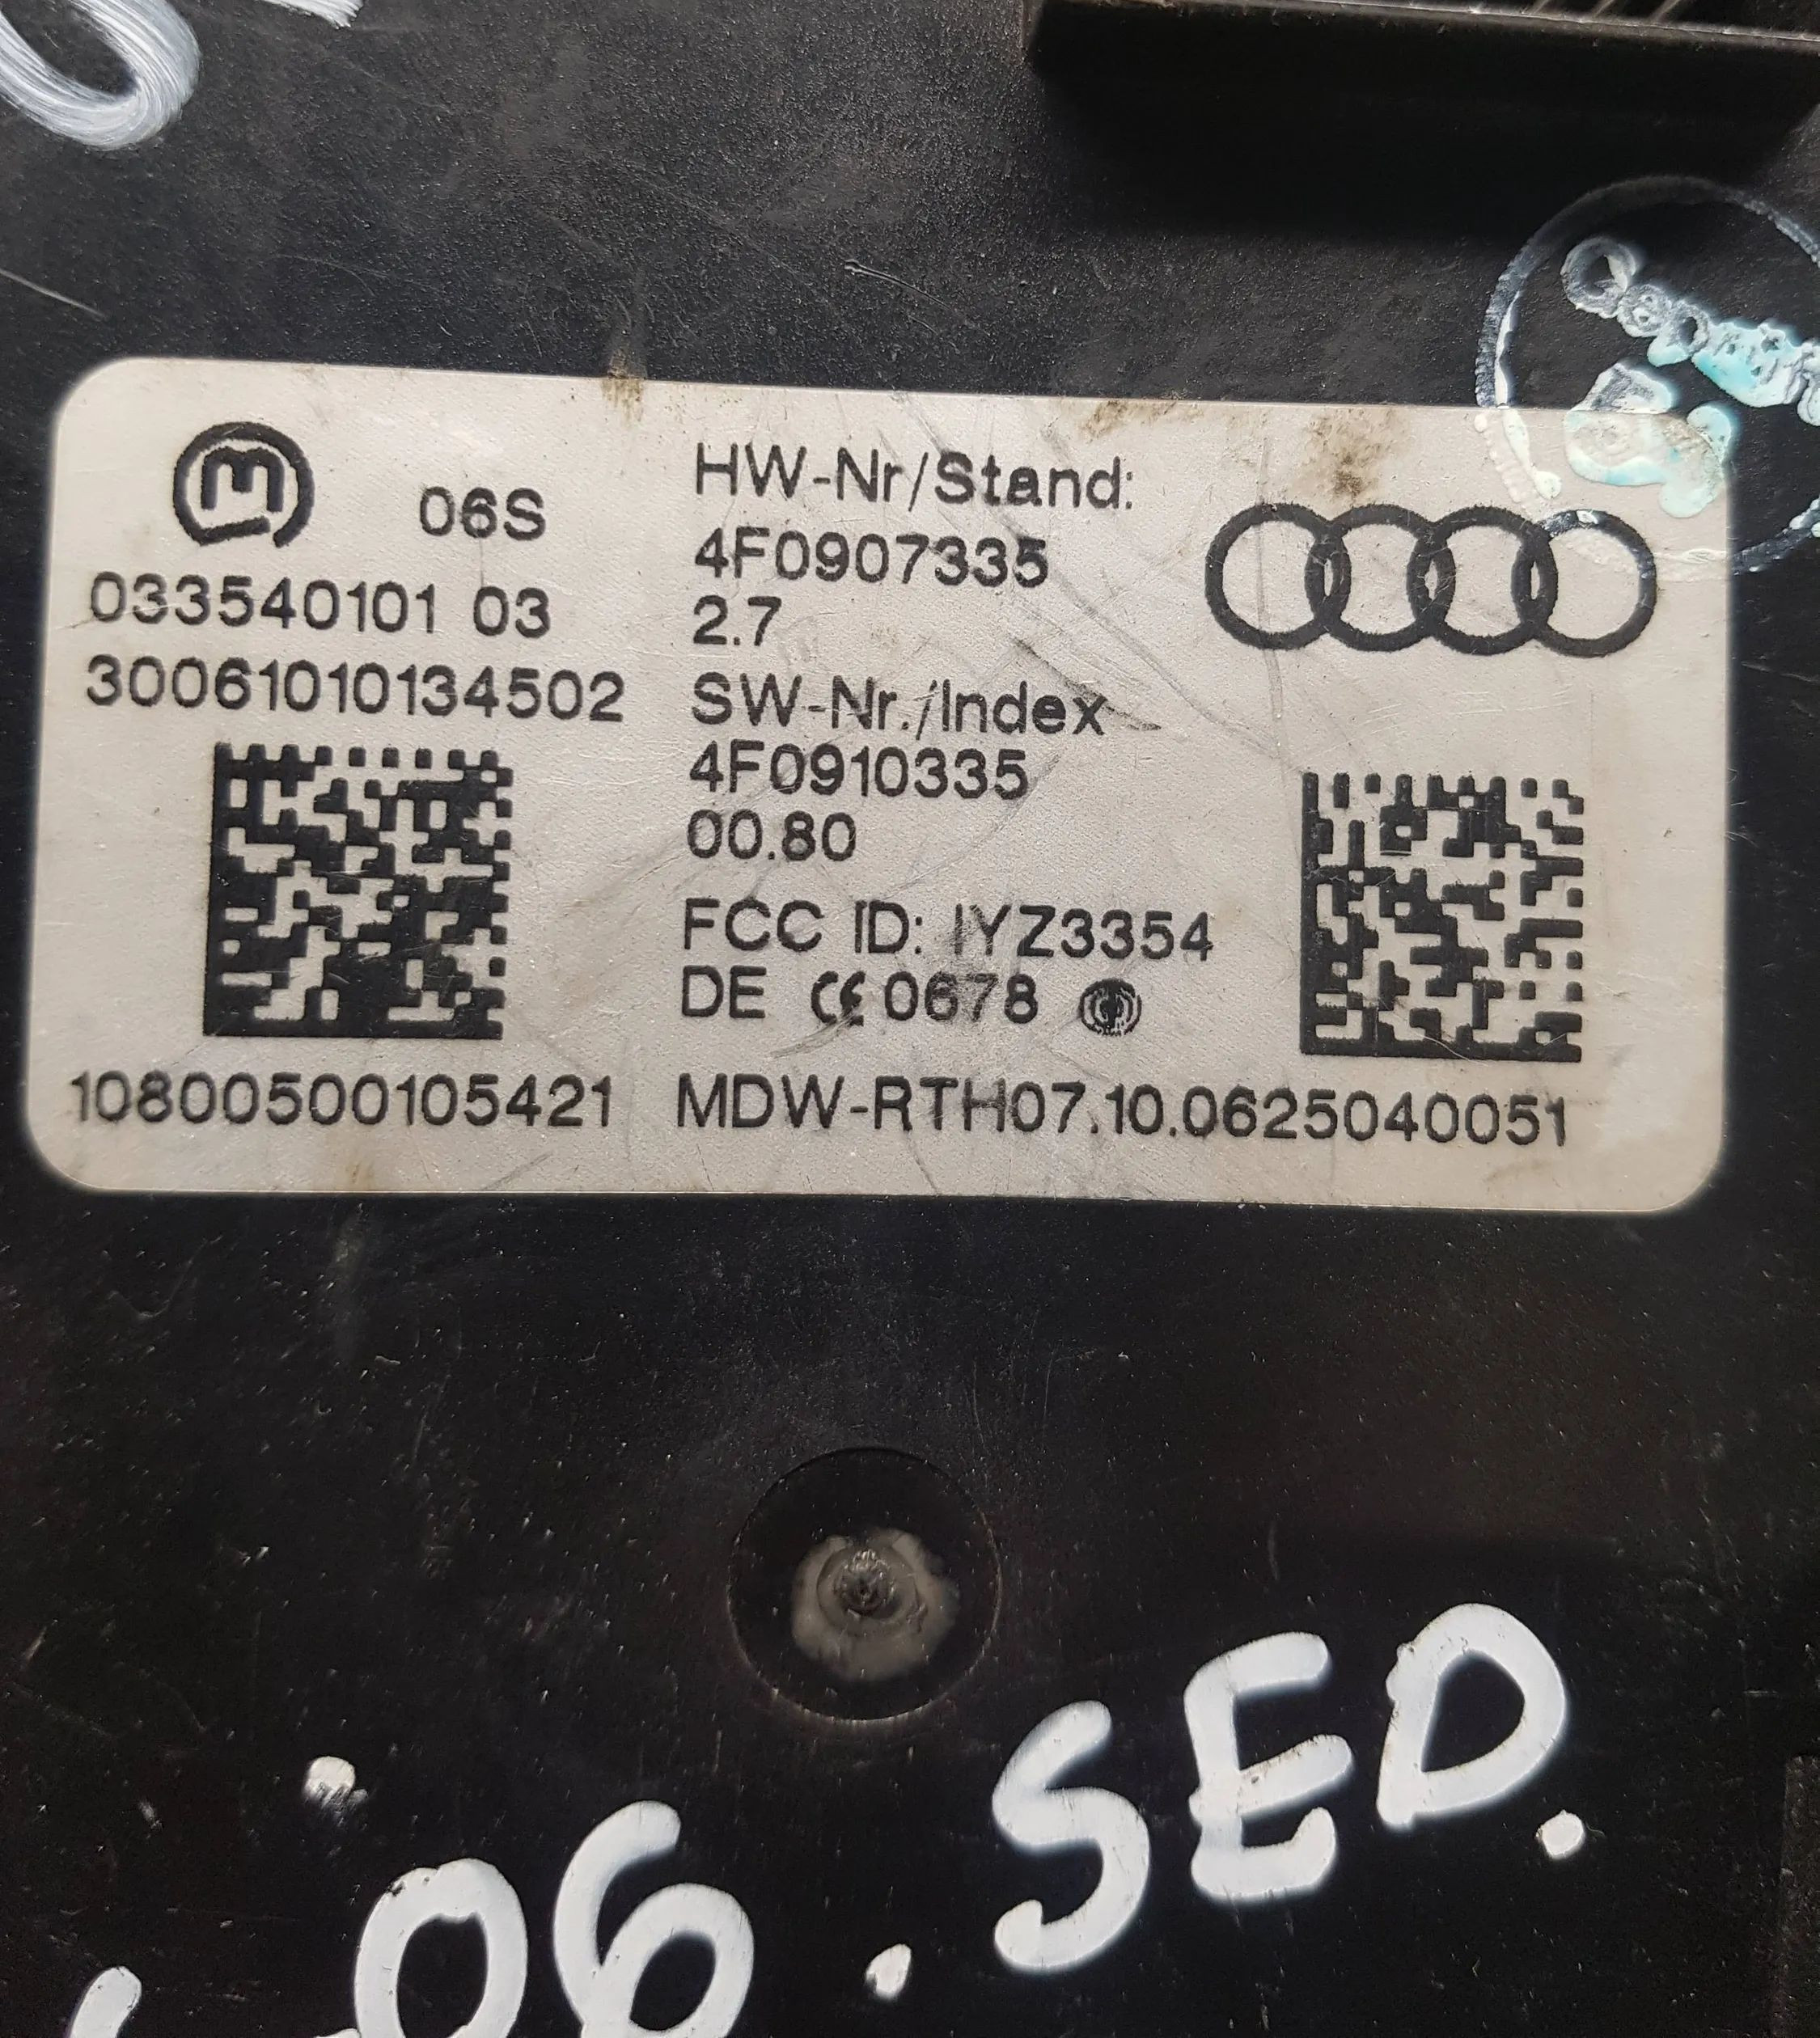 m 06S
033540101 03
30061010134502
HW-Nr/Stand:
4F0907335
2.7
SW-Nr./Index
4F0910335
00.80
FCC ID: IYZ3354
DE CE 0678
10800500105421 MDW-RTH07.10.0625040051
06. SED.